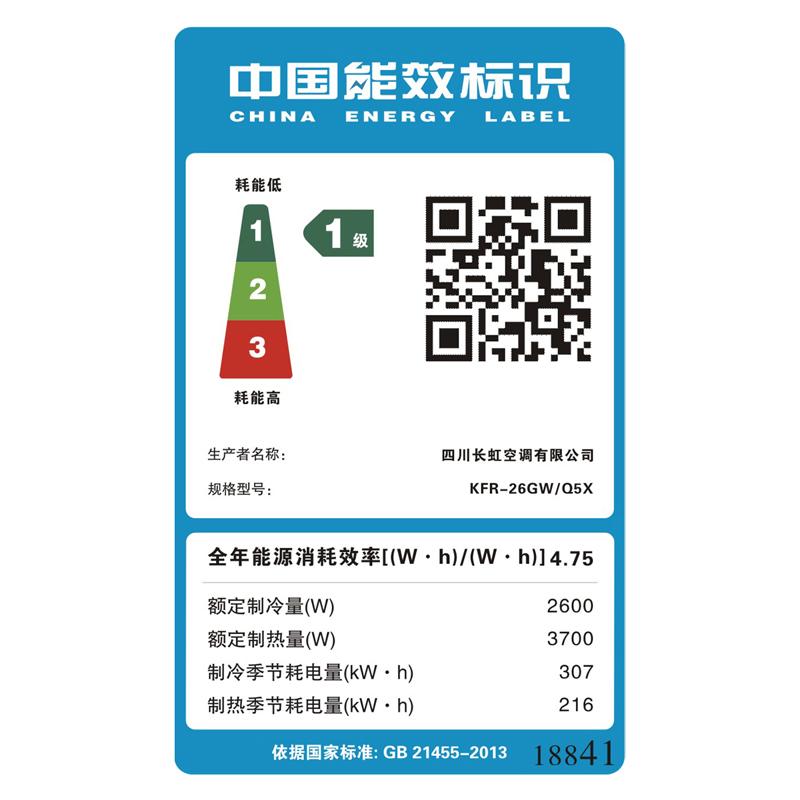 中国能效标识
CHINA ENERGY LABEL
耗能低
1
1级
2
3
耗能高
生产者名称: 四川长虹空调有限公司
规格型号: KFR-26GW/Q5X
全年能源消耗效率[(W·h)/(W·h)] 4.75
额定制冷量(W) 2600
额定制热量(W) 3700
制冷季节耗电量(kW·h) 307
制热季节耗电量(kW·h) 216
依据国家标准: GB 21455-2013 18841